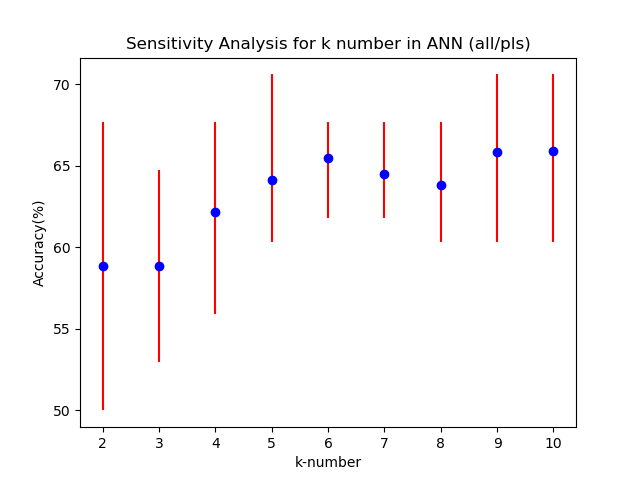 Sensitivity Analysis for k number in ANN (all/pls)
70
65
60
55
50
Accuracy(%)
2 3 4 5 6 7 8 9 10
k-number